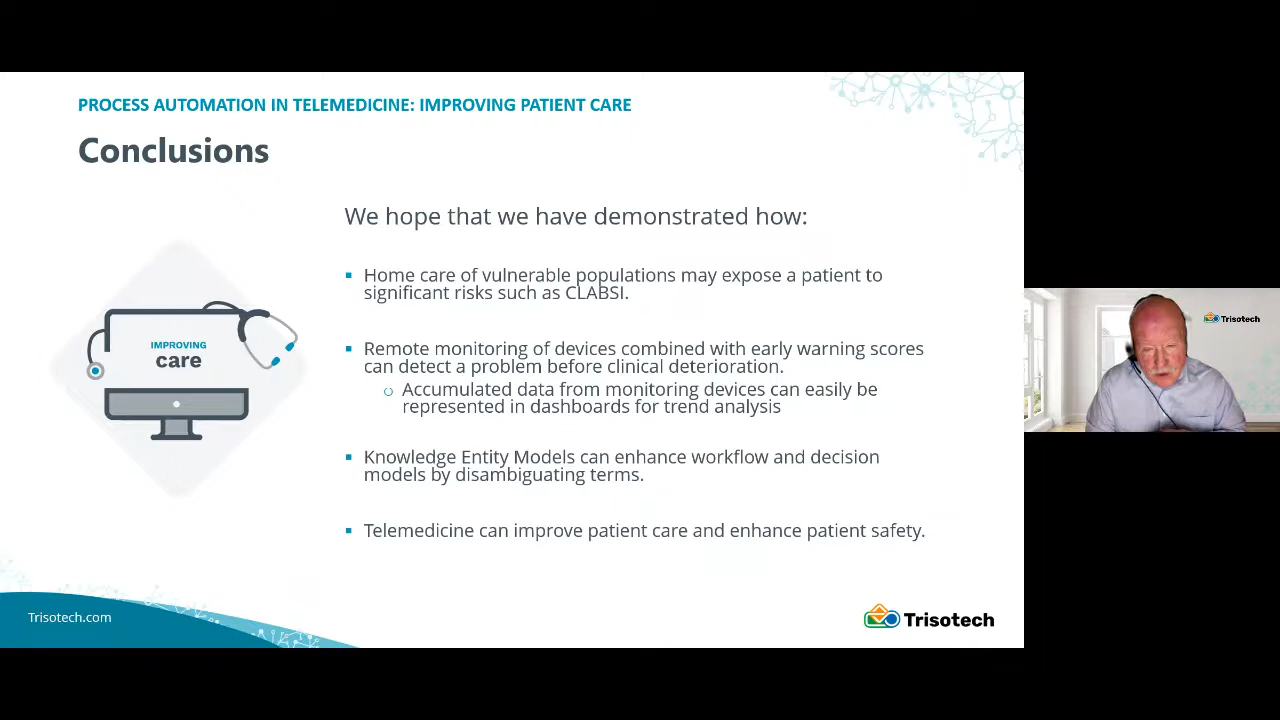 PROCESS AUTOMATION IN TELEMEDICINE: IMPROVING PATIENT CARE
Conclusions
We hope that we have demonstrated how:
Home care of vulnerable populations may expose a patient to
significant risks such as CLABSI.
Remote monitoring of devices combined with early warning scores
can detect a problem before clinical deterioration.
Accumulated data from monitoring devices can easily be
represented in dashboards for trend analysis
Knowledge Entity Models can enhance workflow and decision
models by disambiguating terms.
Telemedicine can improve patient care and enhance patient safety.
IMPROVING
care
Trisotech.com
Trisotech
Trisotech